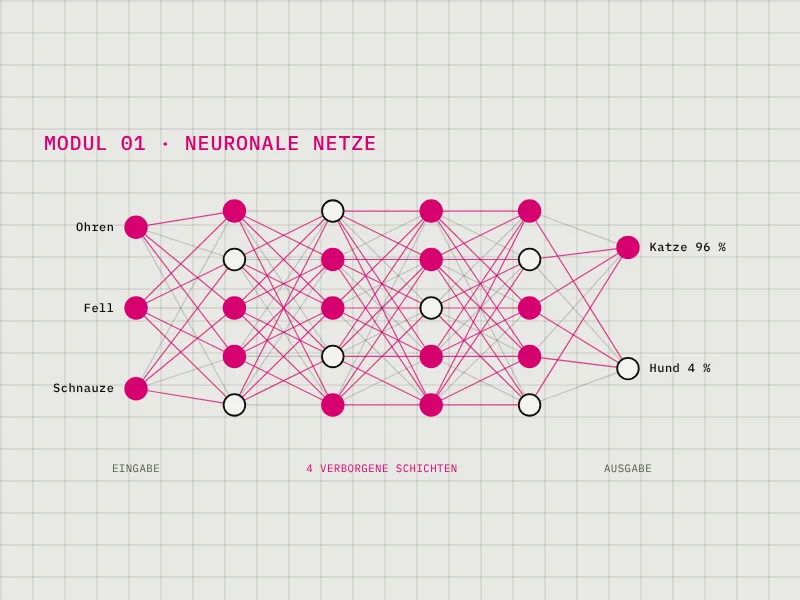 MODUL 01 · NEURONALE NETZE
Ohren
Fell
Schnauze
Katze 96 %
Hund 4 %
EINGABE
4 VERBORGENE SCHICHTEN
AUSGABE